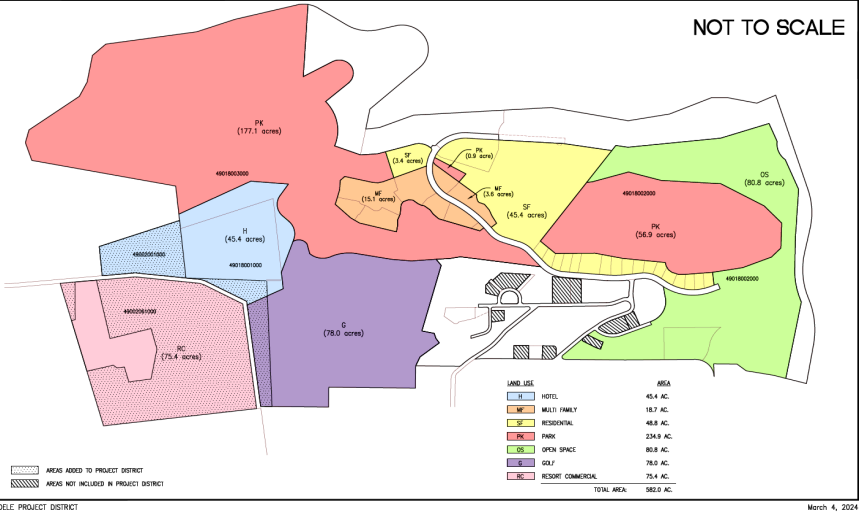 NOT TO SCALE
PK
(177.1 acres)
SF
(3.4 acres)
PK
(0.9 acre)
MF
(15.1 acres)
MF
(3.6 acres)
SF
(45.4 acres)
OS
(80.8 acres)
49018003000
49018002000
H
(45.4 acres)
PK
(56.9 acres)
49002001000
49018001000
49018002000
49002061000
G
(78.0 acres)
RC
(75.4 acres)
LAND USE AREA
H HOTEL 45.4 AC.
MF MULTI FAMILY 18.7 AC.
SF RESIDENTIAL 48.8 AC.
PK PARK 234.9 AC.
OS OPEN SPACE 80.8 AC.
G GOLF 78.0 AC.
RC RESORT COMMERCIAL 75.4 AC.
TOTAL AREA: 582.0 AC.
AREAS ADDED TO PROJECT DISTRICT
AREAS NOT INCLUDED IN PROJECT DISTRICT
DELE PROJECT DISTRICT
March 4, 2024